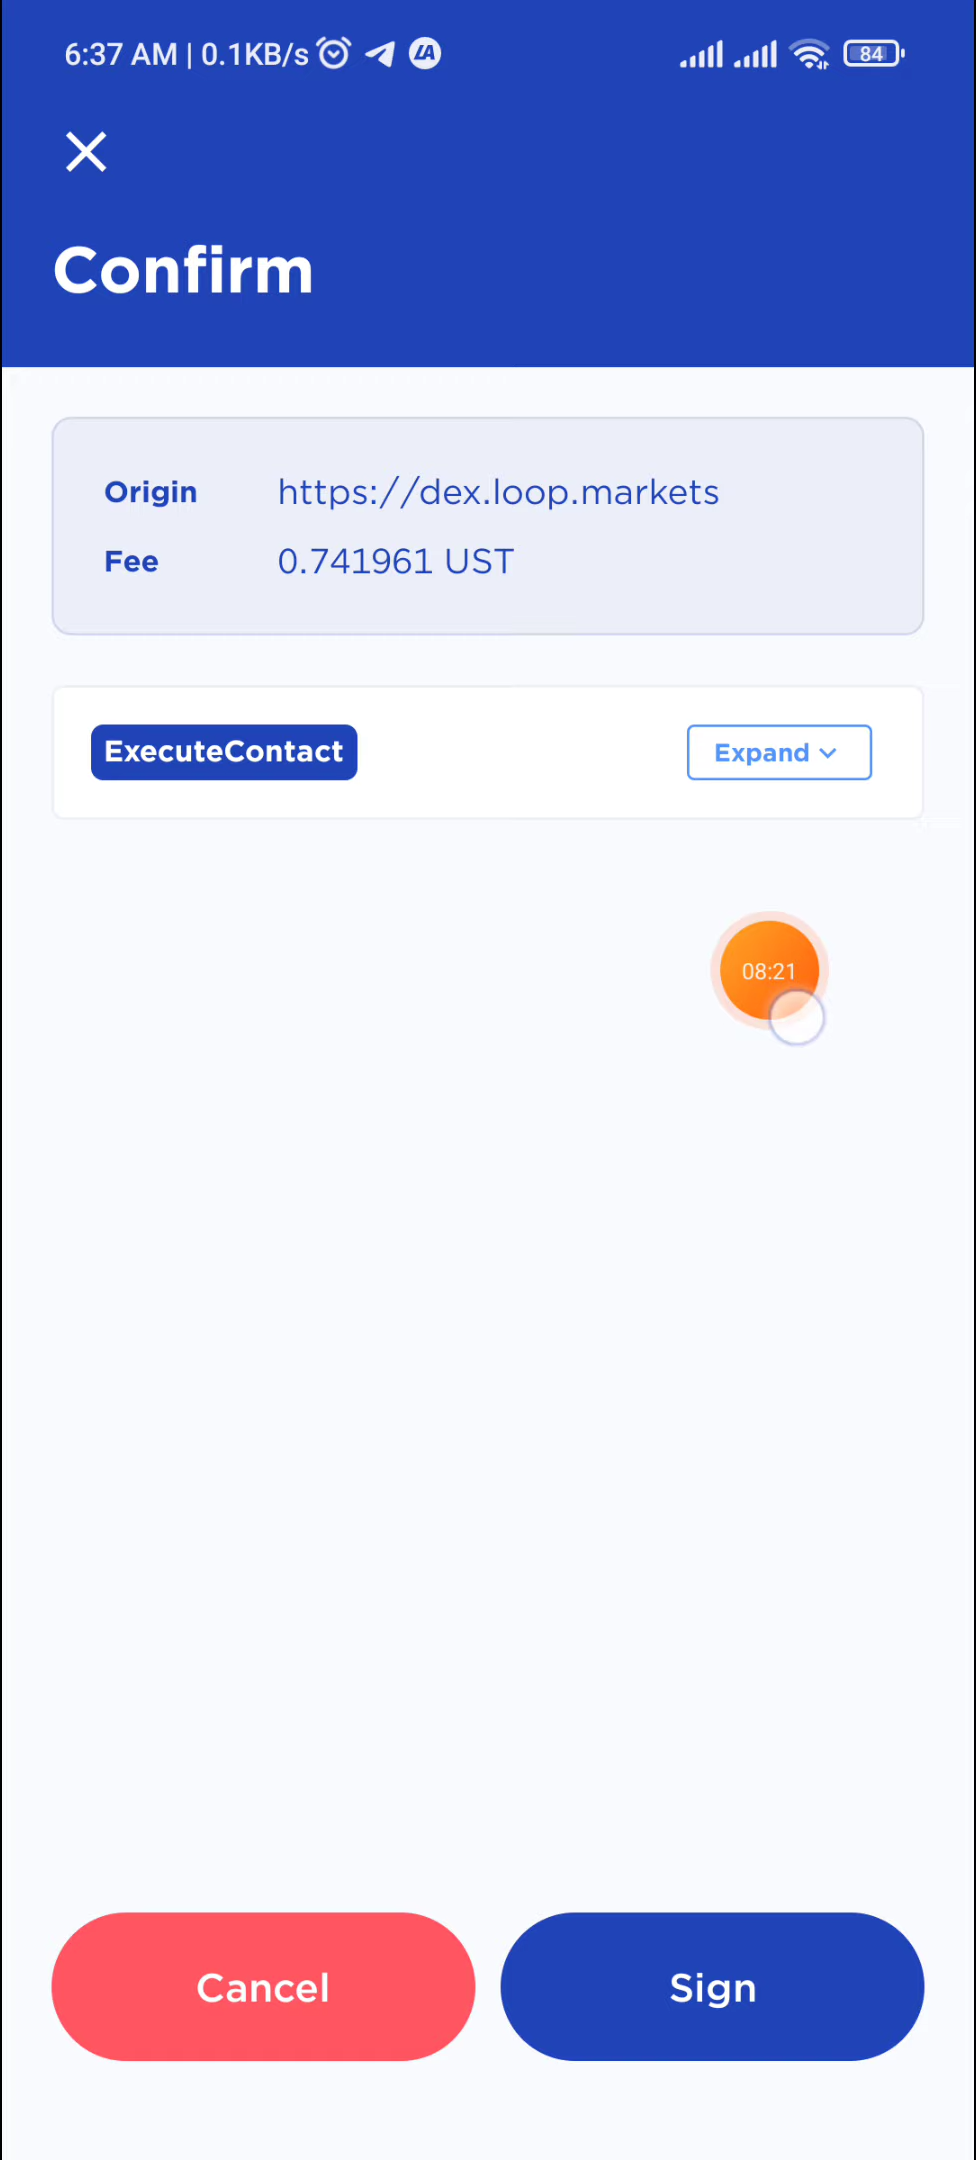 6:37 AM | 0.1KB/s 84
Confirm
Origin https://dex.loop.markets
Fee 0.741961 UST
ExecuteContact Expand
08:21
Cancel Sign